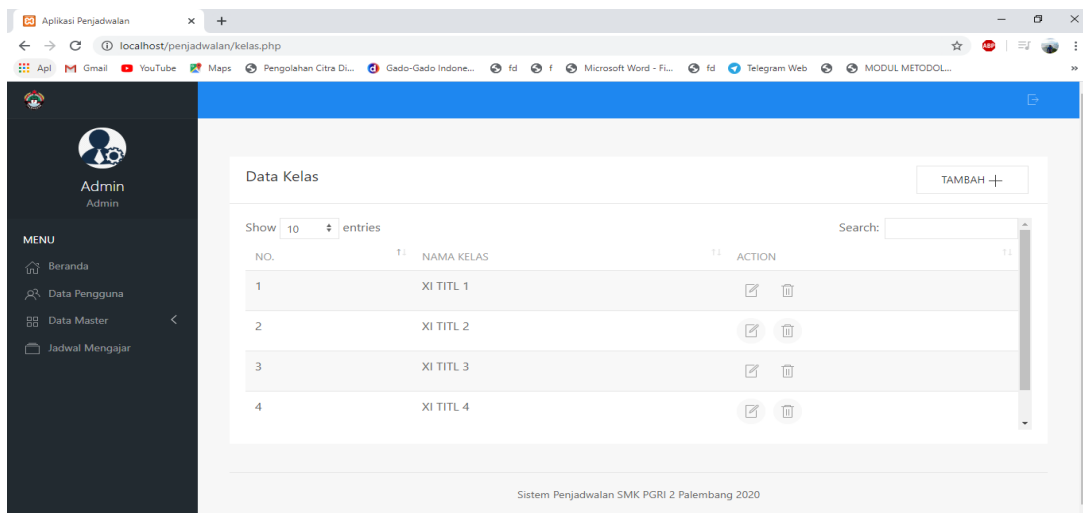 Aplikasi Penjadwalan
localhost/penjadwalan/kelas.php
ABP
Apl Gmail YouTube Maps Pengolahan Citra Di... Gado-Gado Indone... fd f Microsoft Word - Fi... fd Telegram Web MODUL METODOL... »
Admin
Admin
MENU
Beranda
Data Pengguna
Data Master
Jadwal Mengajar
Data Kelas
TAMBAH
Show 10 entries
Search:
NO. NAMA KELAS ACTION
1 XI TITL 1
2 XI TITL 2
3 XI TITL 3
4 XI TITL 4
Sistem Penjadwalan SMK PGRI 2 Palembang 2020